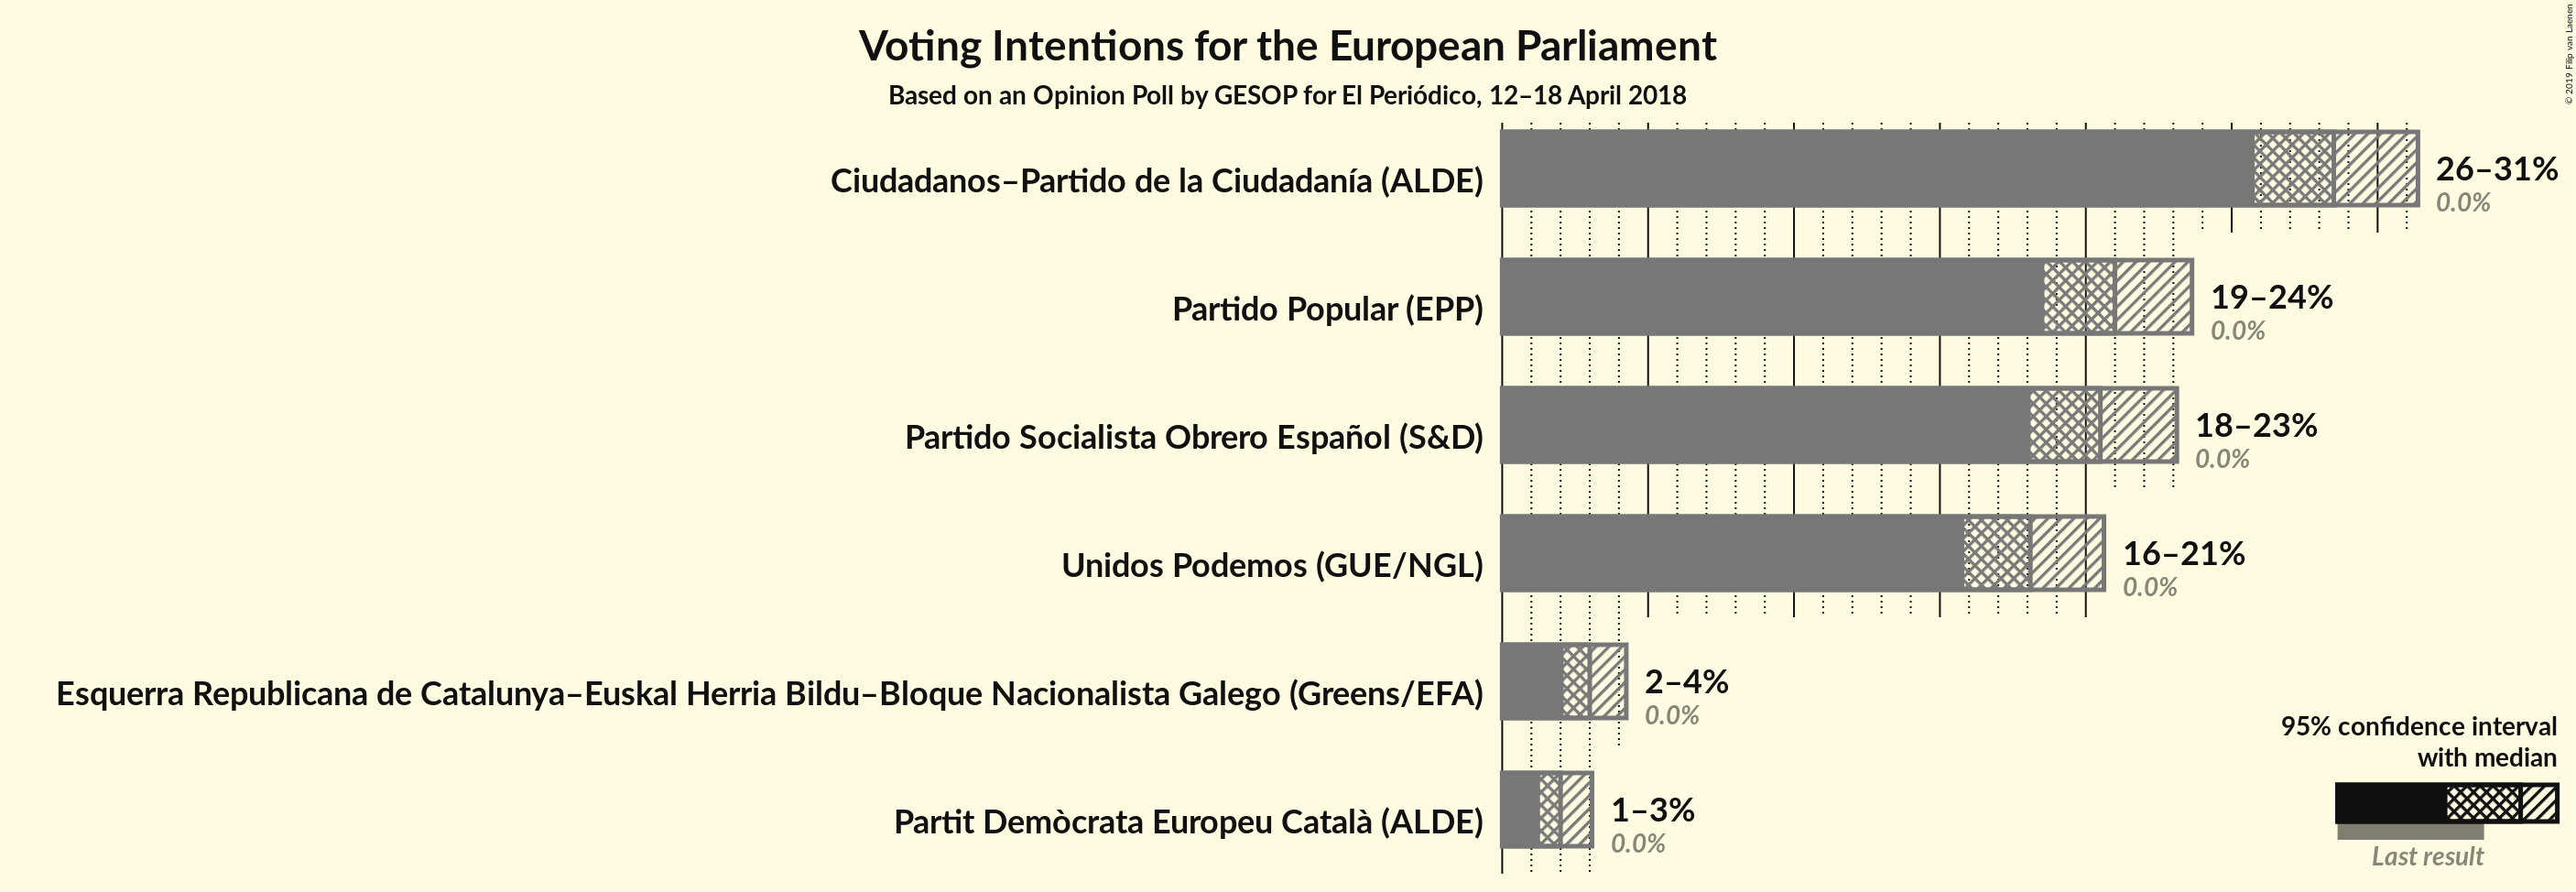 Voting Intentions for the European Parliament
Based on an Opinion Poll by GESOP for El Periódico, 12–18 April 2018
© 2019 Filip van Laenen
Ciudadanos–Partido de la Ciudadanía (ALDE)
26–31%
0.0%
Partido Popular (EPP)
19–24%
0.0%
Partido Socialista Obrero Español (S&D)
18–23%
0.0%
Unidos Podemos (GUE/NGL)
16–21%
0.0%
Esquerra Republicana de Catalunya–Euskal Herria Bildu–Bloque Nacionalista Galego (Greens/EFA)
2–4%
0.0%
Partit Demòcrata Europeu Català (ALDE)
1–3%
0.0%
95% confidence interval
with median
Last result